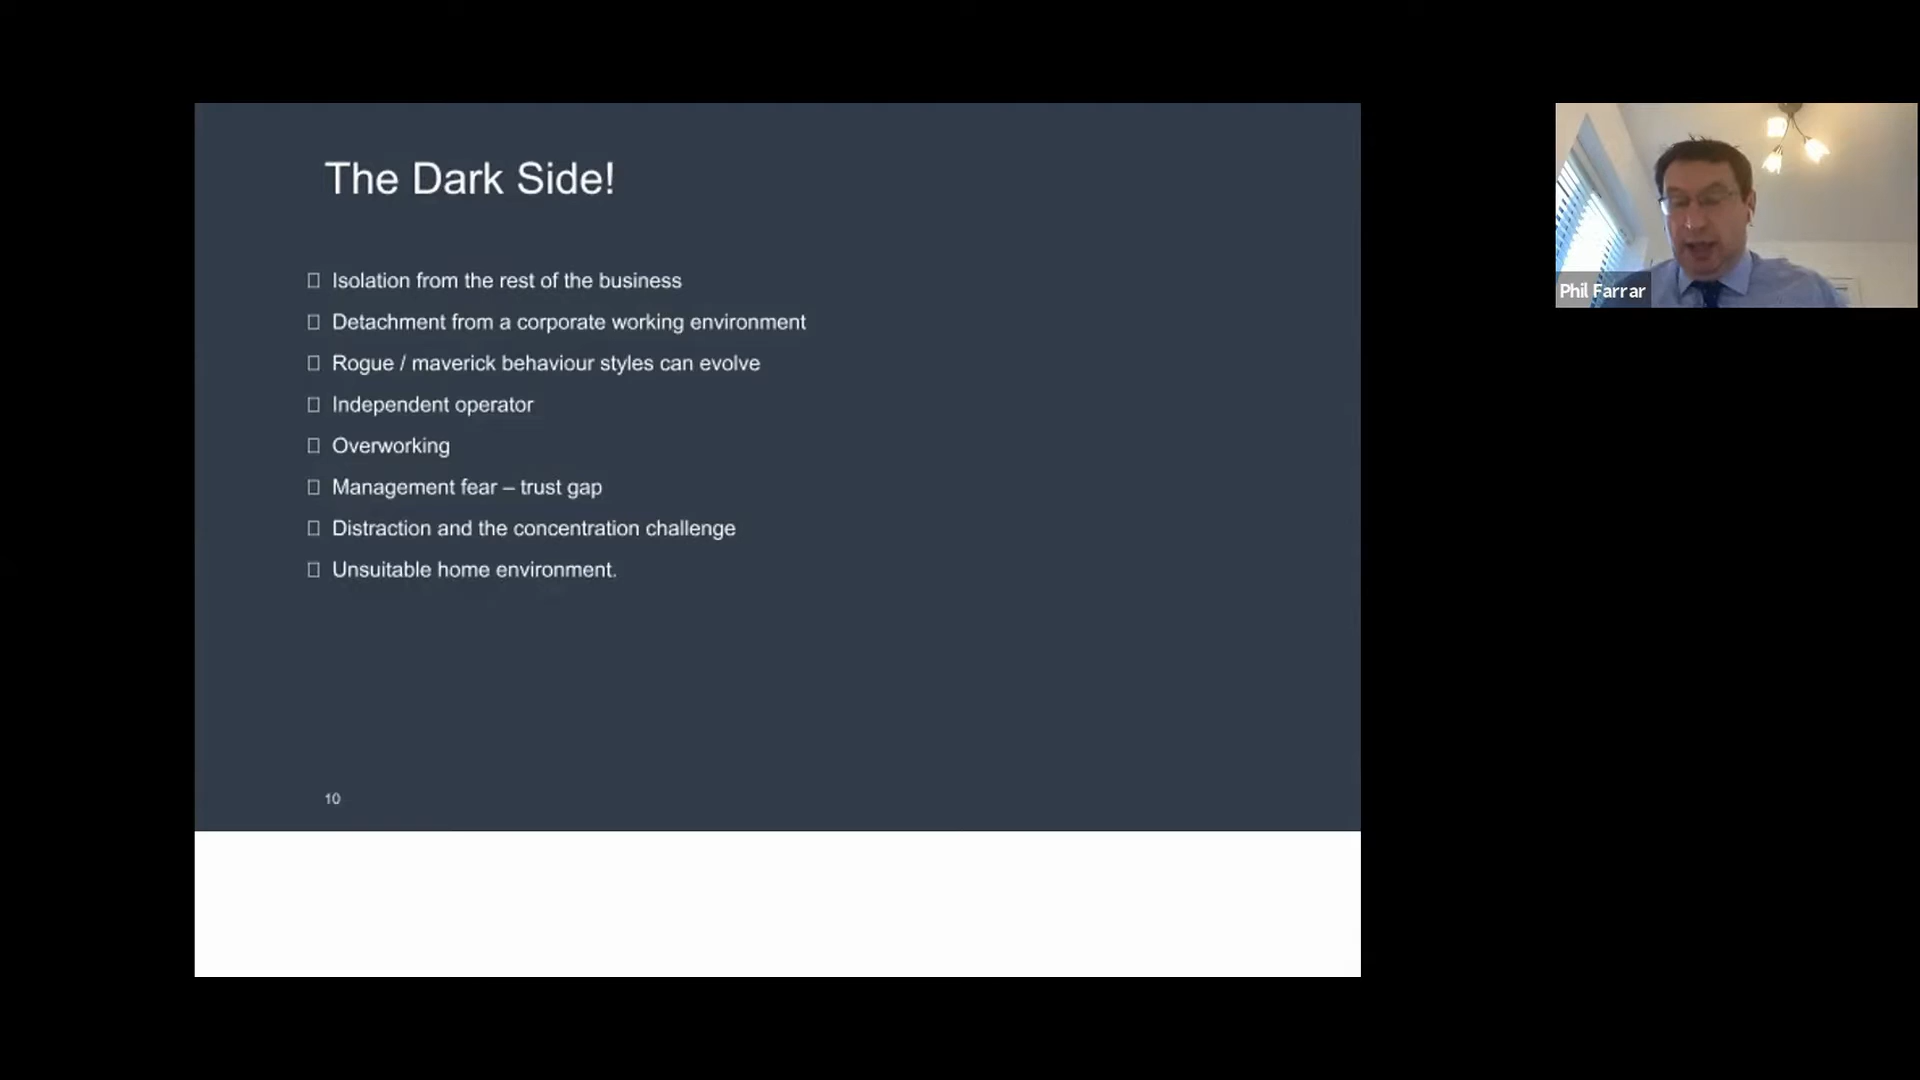 The Dark Side!
Isolation from the rest of the business
Detachment from a corporate working environment
Rogue / maverick behaviour styles can evolve
Independent operator
Overworking
Management fear – trust gap
Distraction and the concentration challenge
Unsuitable home environment.
10
Phil Farrar